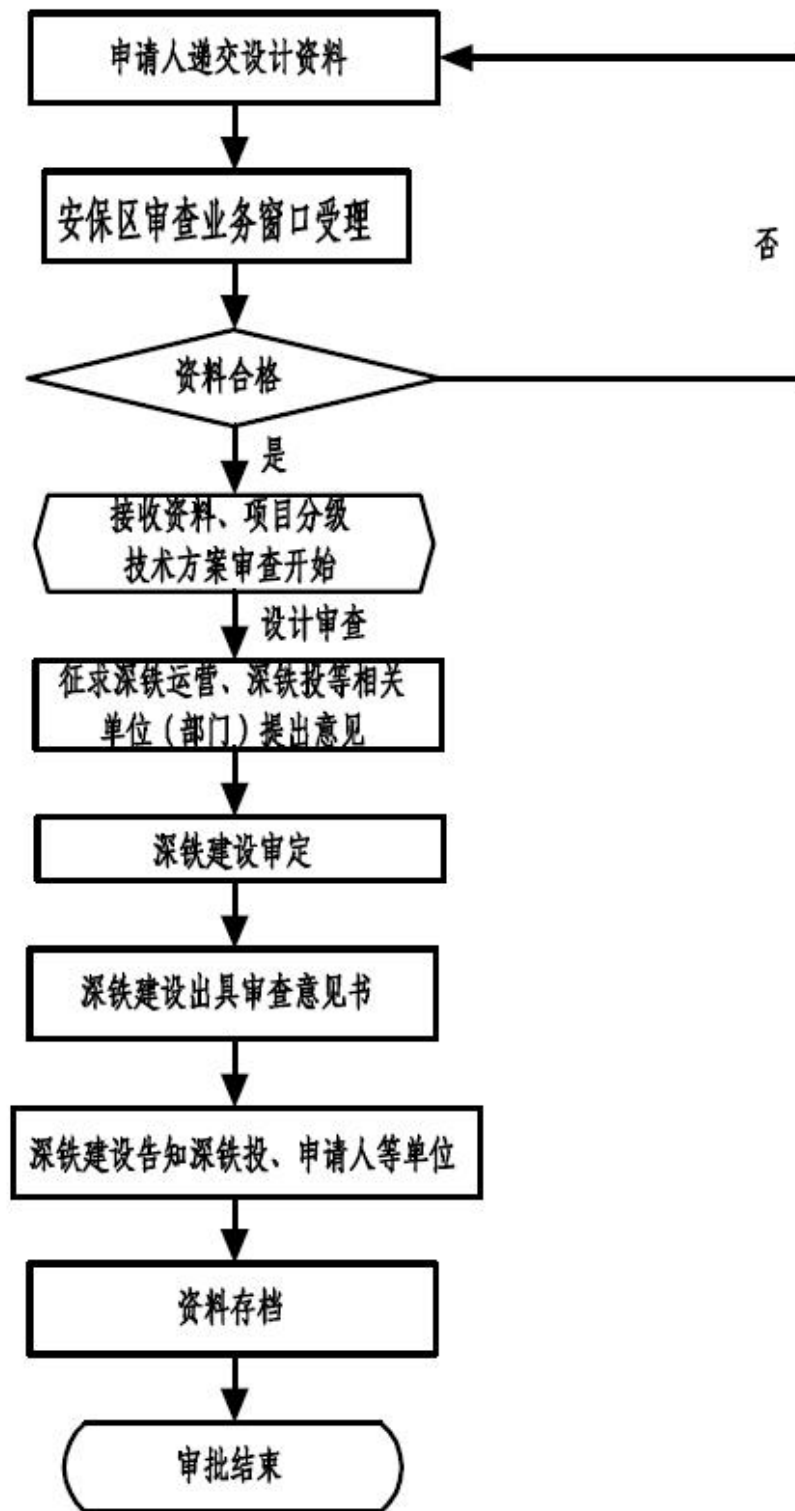 申请人递交设计资料
安保区审查业务窗口受理
否
资料合格
是
接收资料、项目分级
技术方案审查开始
设计审查
征求深铁运营、深铁投等相关
单位（部门）提出意见
深铁建设审定
深铁建设出具审查意见书
深铁建设告知深铁投、申请人等单位
资料存档
审批结束